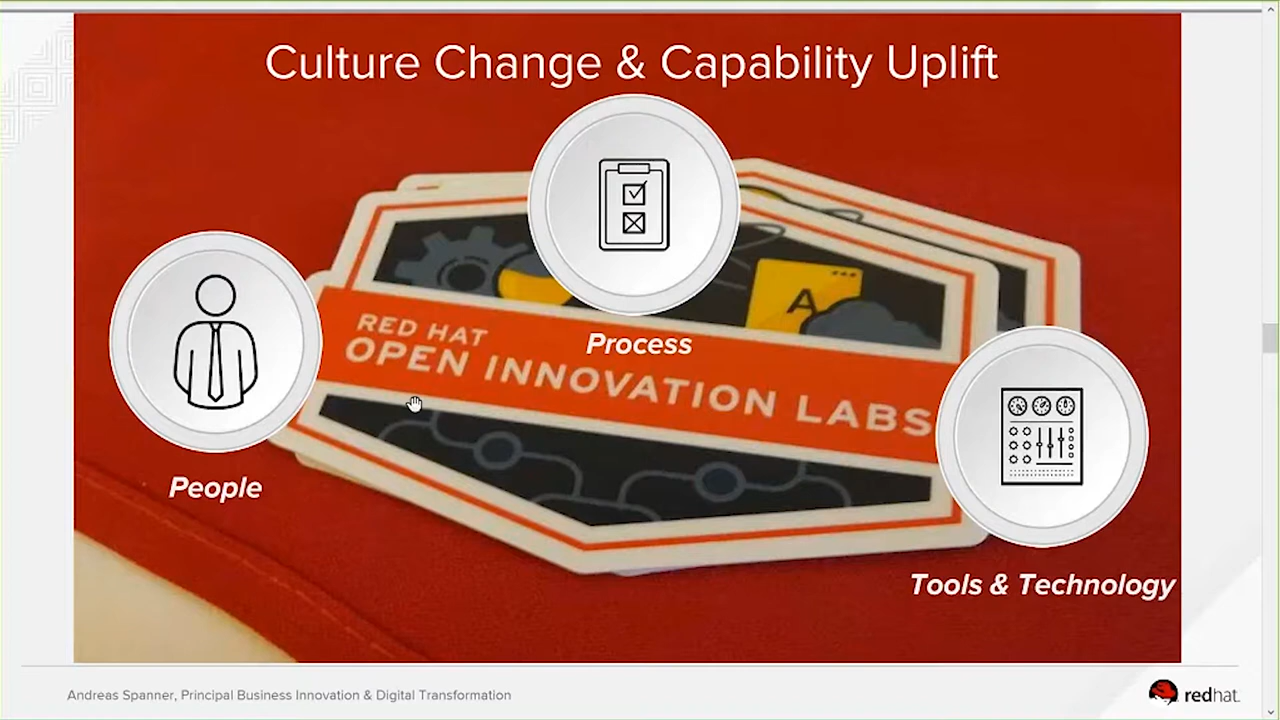 Culture Change & Capability Uplift
RED HAT
OPEN INNOVATION LABS
A
Process
People
Tools & Technology
Andreas Spanner, Principal Business Innovation & Digital Transformation
redhat.